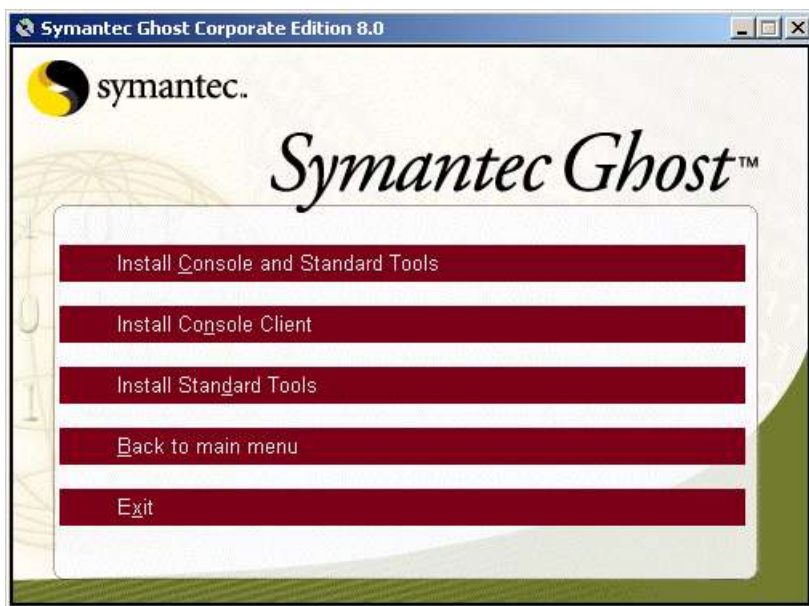 Symantec Ghost Corporate Edition 8.0
symantec.
Symantec Ghost™
Install Console and Standard Tools
Install Console Client
Install Standard Tools
Back to main menu
Exit